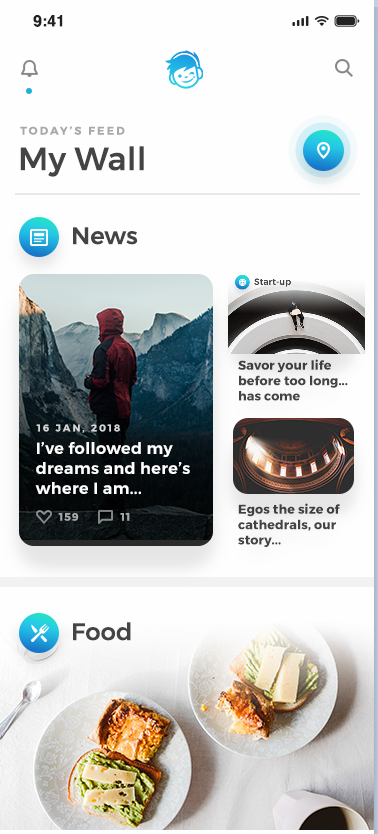 9:41
TODAY'S FEED
My Wall
News
16 JAN, 2018
I've followed my
dreams and here's
where I am...
159 11
Start-up
Savor your life
before too long...
has come
Egos the size of
cathedrals, our
story...
Food